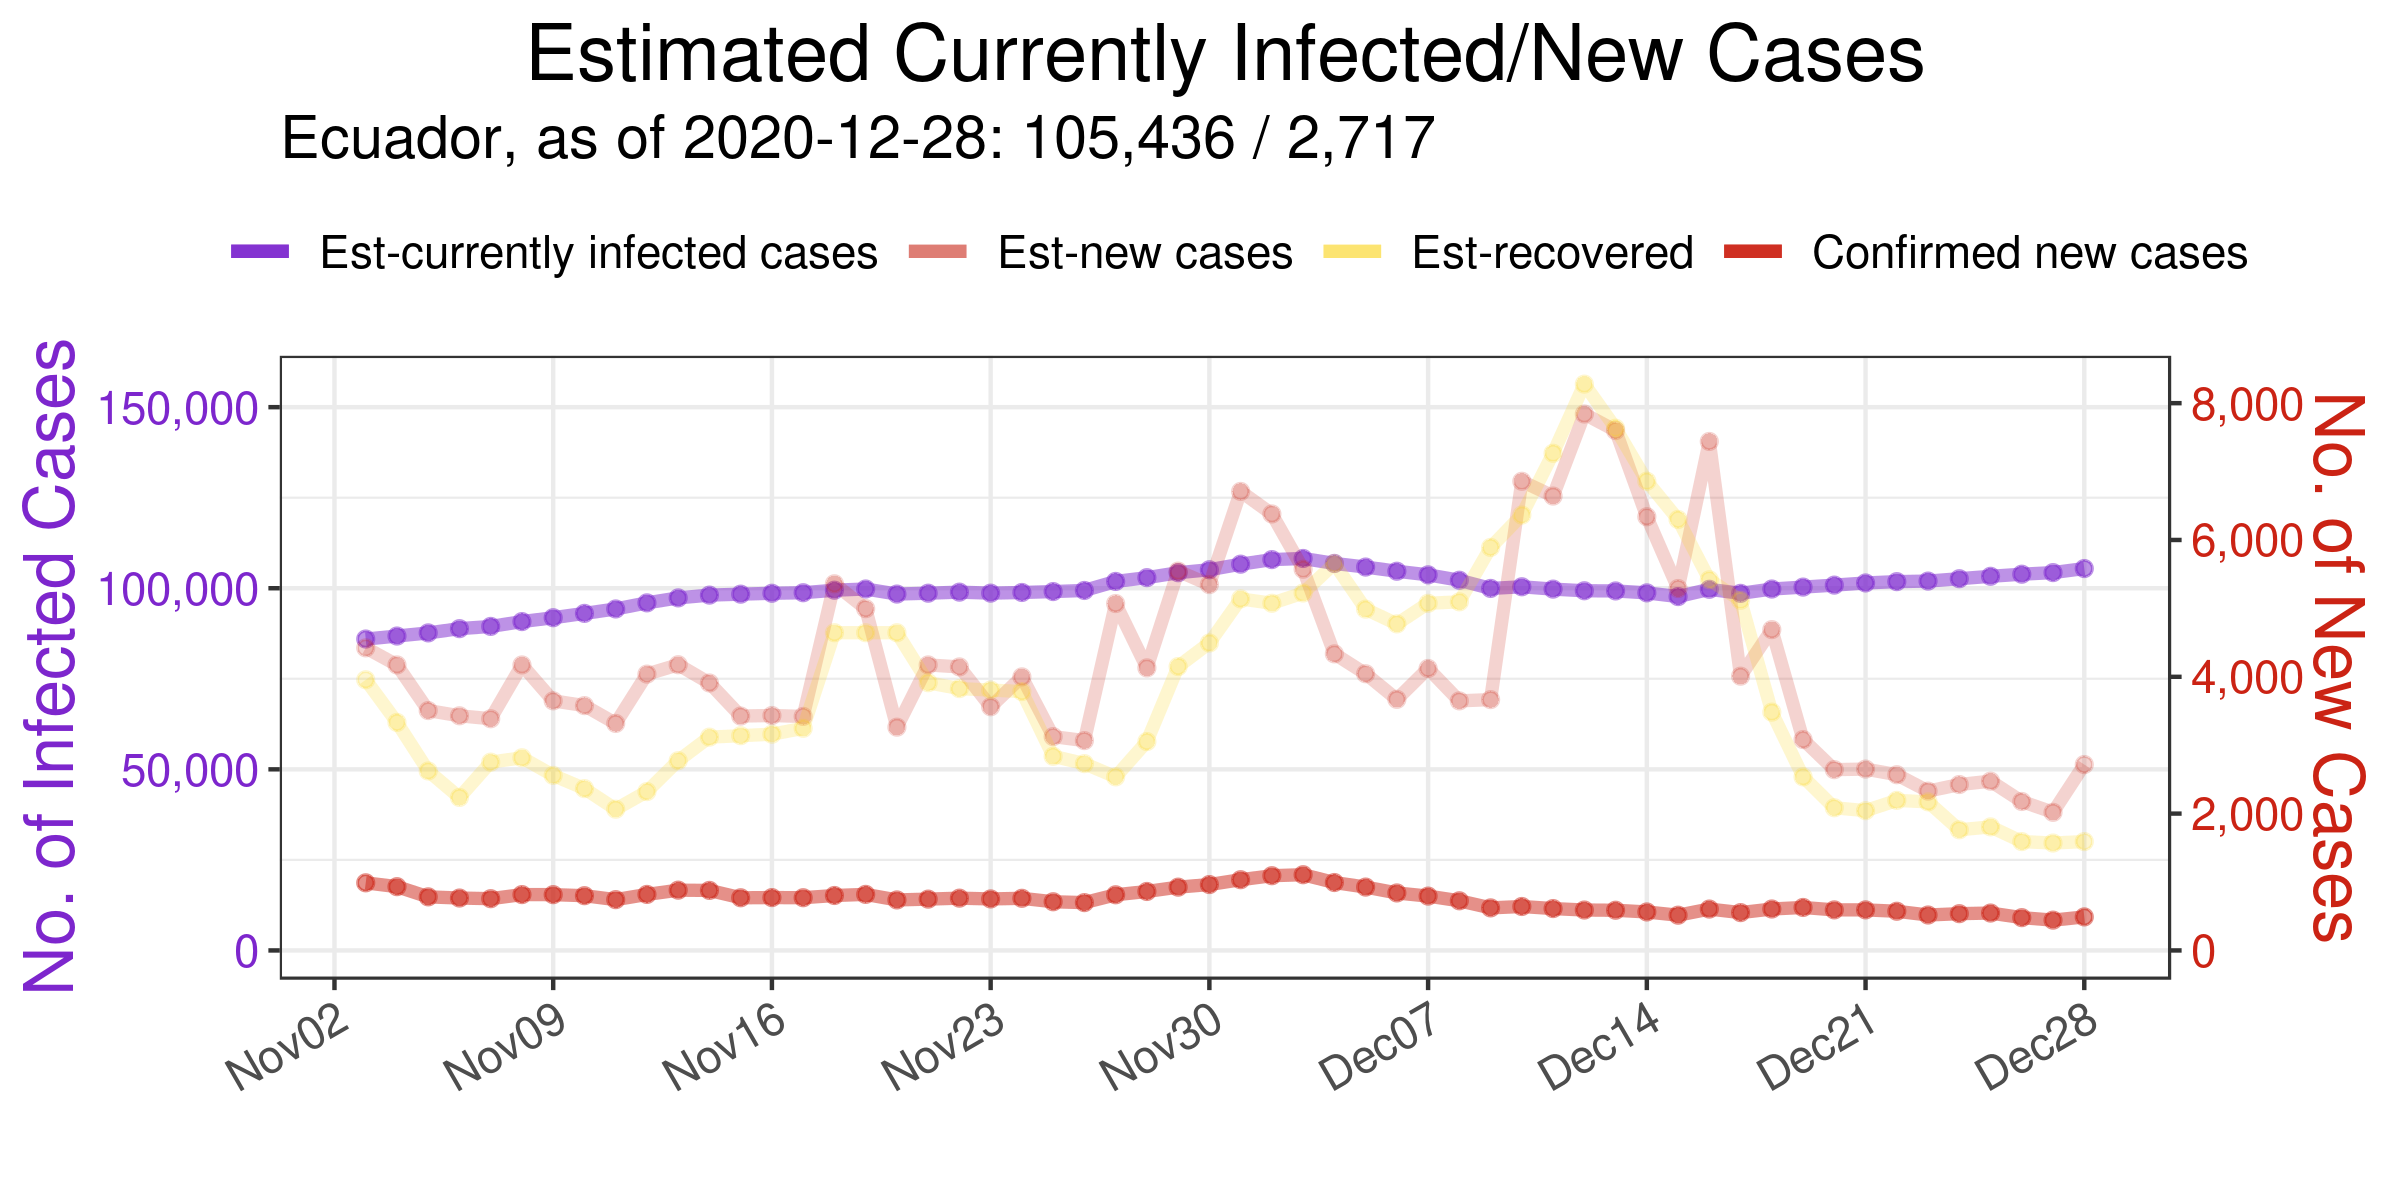 Estimated Currently Infected/New Cases
Ecuador, as of 2020-12-28: 105,436 / 2,717
Est-currently infected cases Est-new cases Est-recovered Confirmed new cases
No. of Infected Cases
150,000
100,000
50,000
0
8,000
6,000
4,000
2,000
0
No. of New Cases
Nov02 Nov09 Nov16 Nov23 Nov30 Dec07 Dec14 Dec21 Dec28